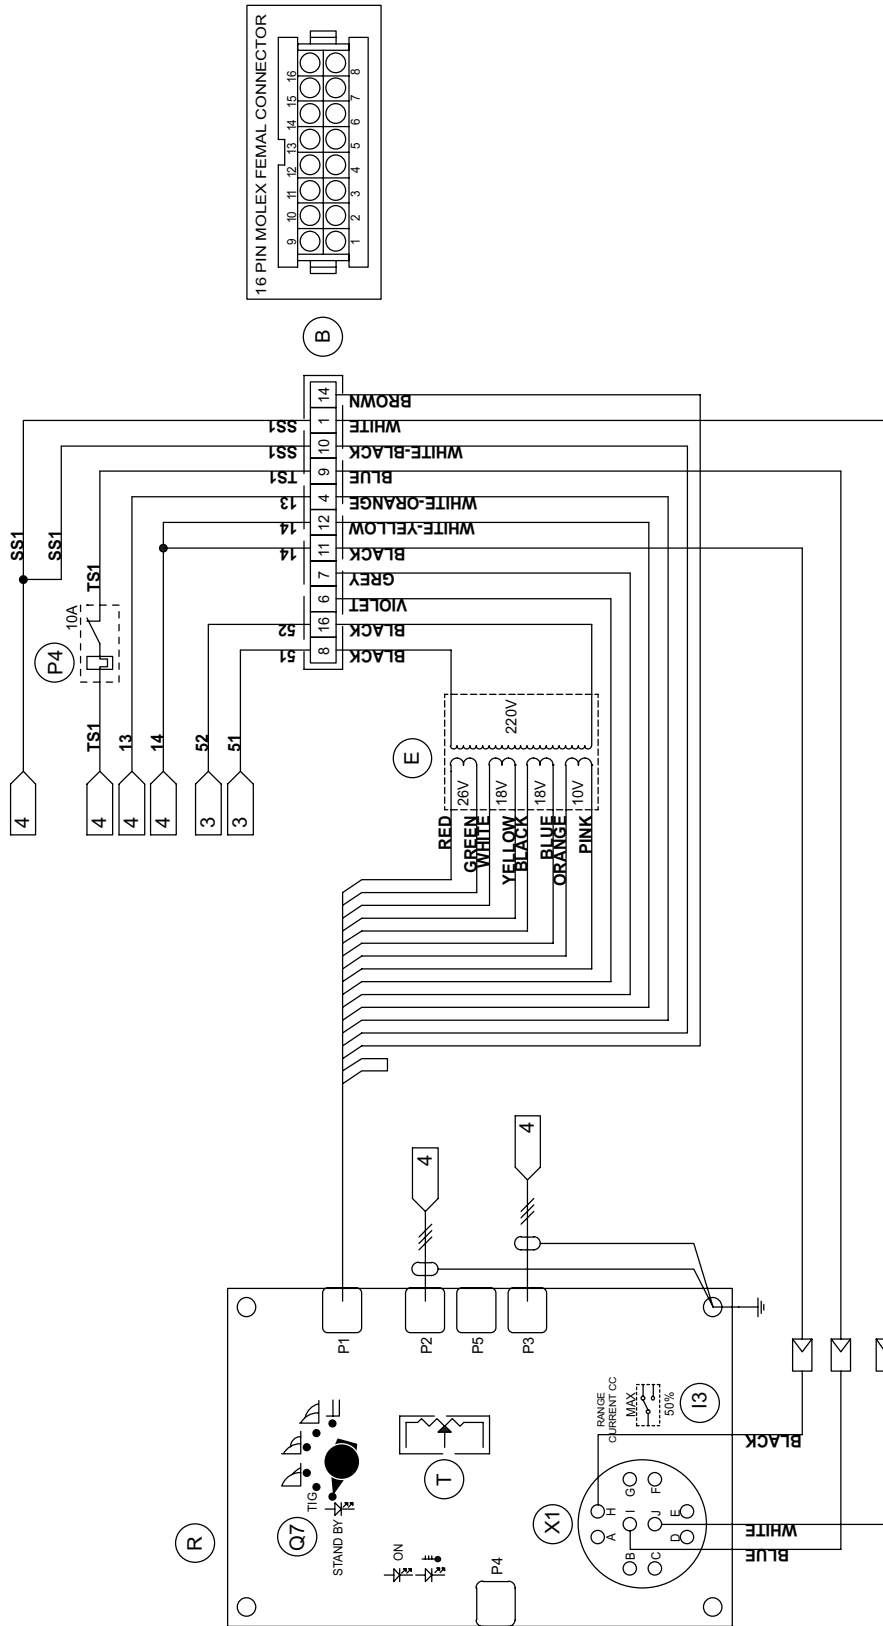 16 PIN MOLEX FEMAL CONNECTOR
9 10 11 12 13 14 15 16
1 2 3 4 5 6 7 8
B
SS1
SS1
TS1
10A
P4
TS1
13
14
52
51
4
4
4
4
3
3
SS1
SS1
TS1
13
14
14
52
51
14
1
10
9
4
12
11
7
6
16
8
BROWN
WHITE
WHITE-BLACK
BLUE
WHITE-ORANGE
WHITE-YELLOW
BLACK
GREY
VIOLET
BLACK
BLACK
E
220V
26V
18V
18V
10V
RED
GREEN
WHITE
YELLOW
BLACK
BLUE
ORANGE
PINK
4
4
P1
P2
P5
P3
P4
R
Q7
TIG
STAND BY
ON
T
RANGE
CURRENT CC
MAX
50%
I3
X1
A
B
C
D
E
F
G
H
I
J
BLACK
WHITE
BLUE